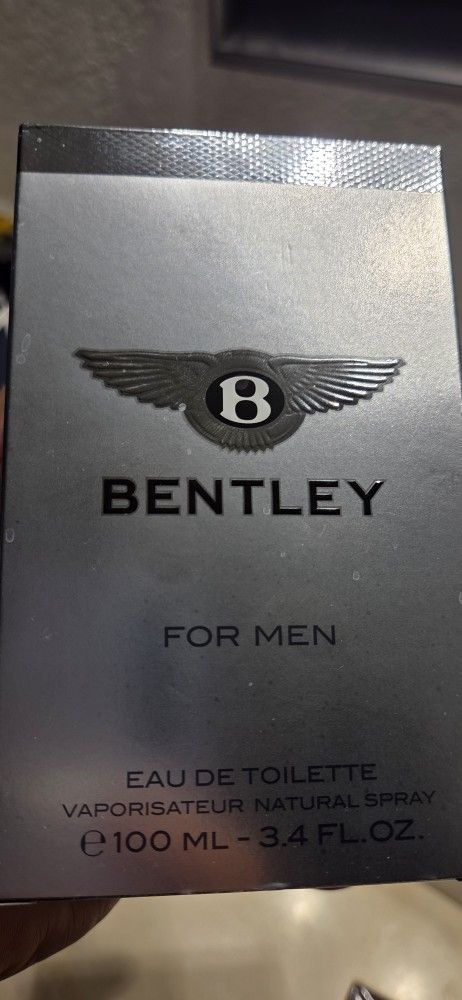 B
BENTLEY
FOR MEN
EAU DE TOILETTE
VAPORISATEUR NATURAL SPRAY
℮100 ML - 3.4 FL.OZ.